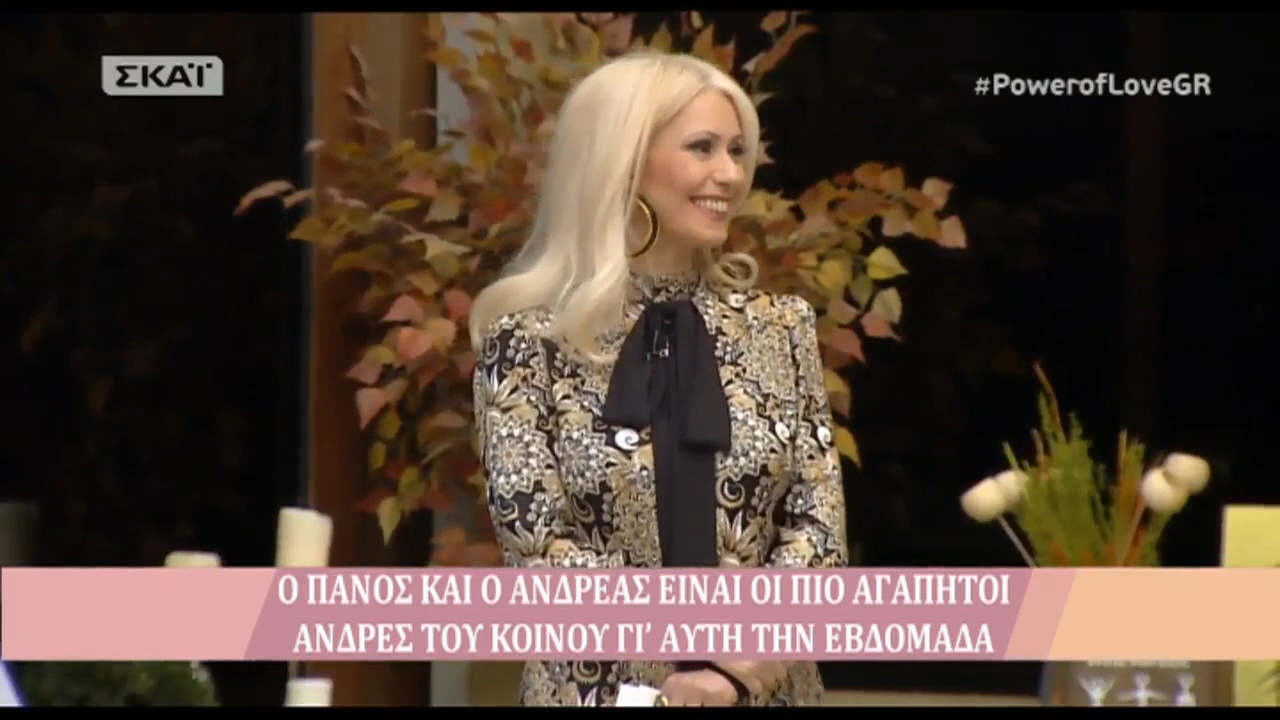 ΣΚΑΪ
#PowerofLoveGR
Ο ΠΑΝΟΣ ΚΑΙ Ο ΑΝΔΡΕΑΣ ΕΙΝΑΙ ΟΙ ΠΙΟ ΑΓΑΠΗΤΟΙ
ΑΝΔΡΕΣ ΤΟΥ ΚΟΙΝΟΥ ΓΙ' ΑΥΤΗ ΤΗΝ ΕΒΔΟΜΑΔΑ